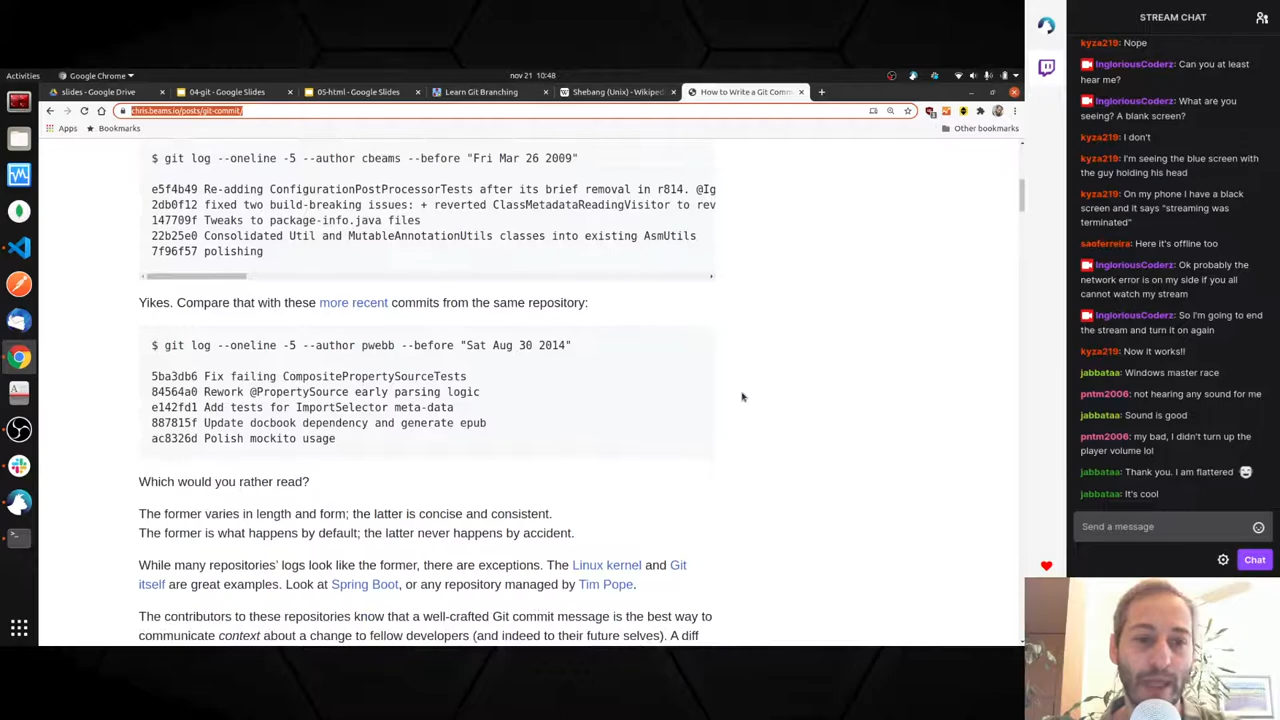 Activities
Google Chrome
nov 21 10:48
slides - Google Drive
04-git - Google Slides
05-html - Google Slides
Learn Git Branching
Shebang (Unix) - Wikiped
How to Write a Git Comm
chris.beams.io/posts/git-commit/
Apps
Bookmarks
Other bookmarks
$ git log --oneline -5 --author cbeams --before "Fri Mar 26 2009"
e5f4b49 Re-adding ConfigurationPostProcessorTests after its brief removal in r814. @Ig
2db0f12 fixed two build-breaking issues: + reverted ClassMetadataReadingVisitor to rev
147709f Tweaks to package-info.java files
22b25e0 Consolidated Util and MutableAnnotationUtils classes into existing AsmUtils
7f96f57 polishing
Yikes. Compare that with these more recent commits from the same repository:
$ git log --oneline -5 --author pwebb --before "Sat Aug 30 2014"
5ba3db6 Fix failing CompositePropertySourceTests
84564a0 Rework @PropertySource early parsing logic
e142fd1 Add tests for ImportSelector meta-data
887815f Update docbook dependency and generate epub
ac8326d Polish mockito usage
Which would you rather read?
The former varies in length and form; the latter is concise and consistent.
The former is what happens by default; the latter never happens by accident.
While many repositories' logs look like the former, there are exceptions. The Linux kernel and Git
itself are great examples. Look at Spring Boot, or any repository managed by Tim Pope.
The contributors to these repositories know that a well-crafted Git commit message is the best way to
communicate context about a change to fellow developers (and indeed to their future selves). A diff
STREAM CHAT
kyza219: Nope
IngloriousCoderz: Can you at least
hear me?
IngloriousCoderz: What are you
seeing? A blank screen?
kyza219: I don't
kyza219: I'm seeing the blue screen with
the guy holding his head
kyza219: On my phone I have a black
screen and it says "streaming was
terminated"
saoferreira: Here it's offline too
IngloriousCoderz: Ok probably the
network error is on my side if you all
cannot watch my stream
IngloriousCoderz: So I'm going to end
the stream and turn it on again
kyza219: Now it works!!
jabbataa: Windows master race
pntm2006: not hearing any sound for me
jabbataa: Sound is good
pntm2006: my bad, I didn't turn up the
player volume lol
jabbataa: Thank you. I am flattered
jabbataa: It's cool
Send a message
Chat